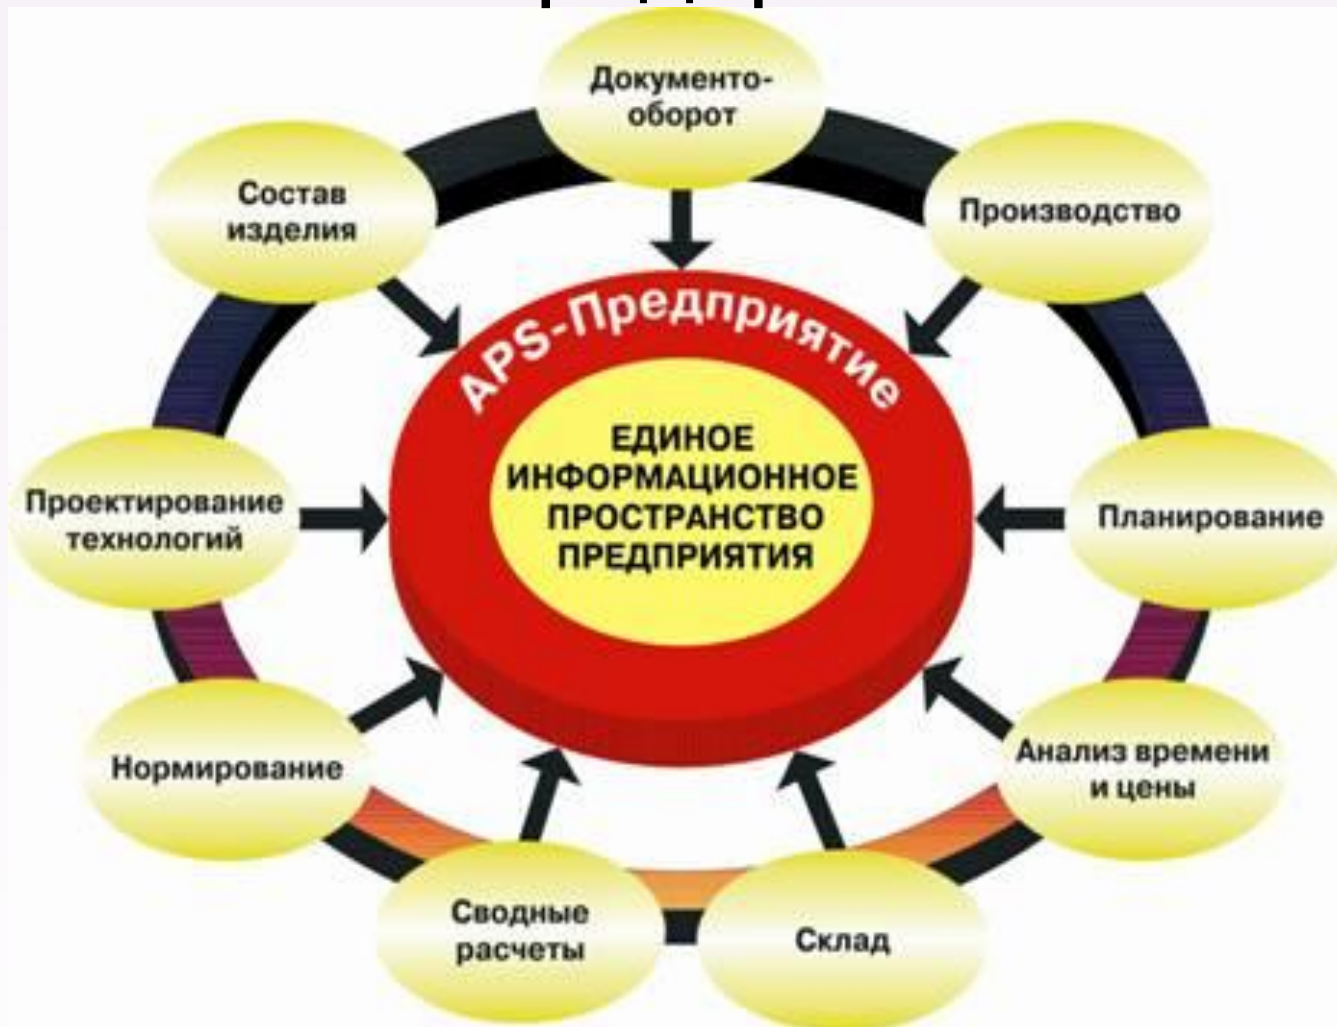 Документо-
оборот
Состав
изделия
Производство
APS-Предприятие
ЕДИНОЕ
ИНФОРМАЦИОННОЕ
ПРОСТРАНСТВО
ПРЕДПРИЯТИЯ
Проектирование
технологий
Планирование
Нормирование
Анализ времени
и цены
Сводные
расчеты
Склад